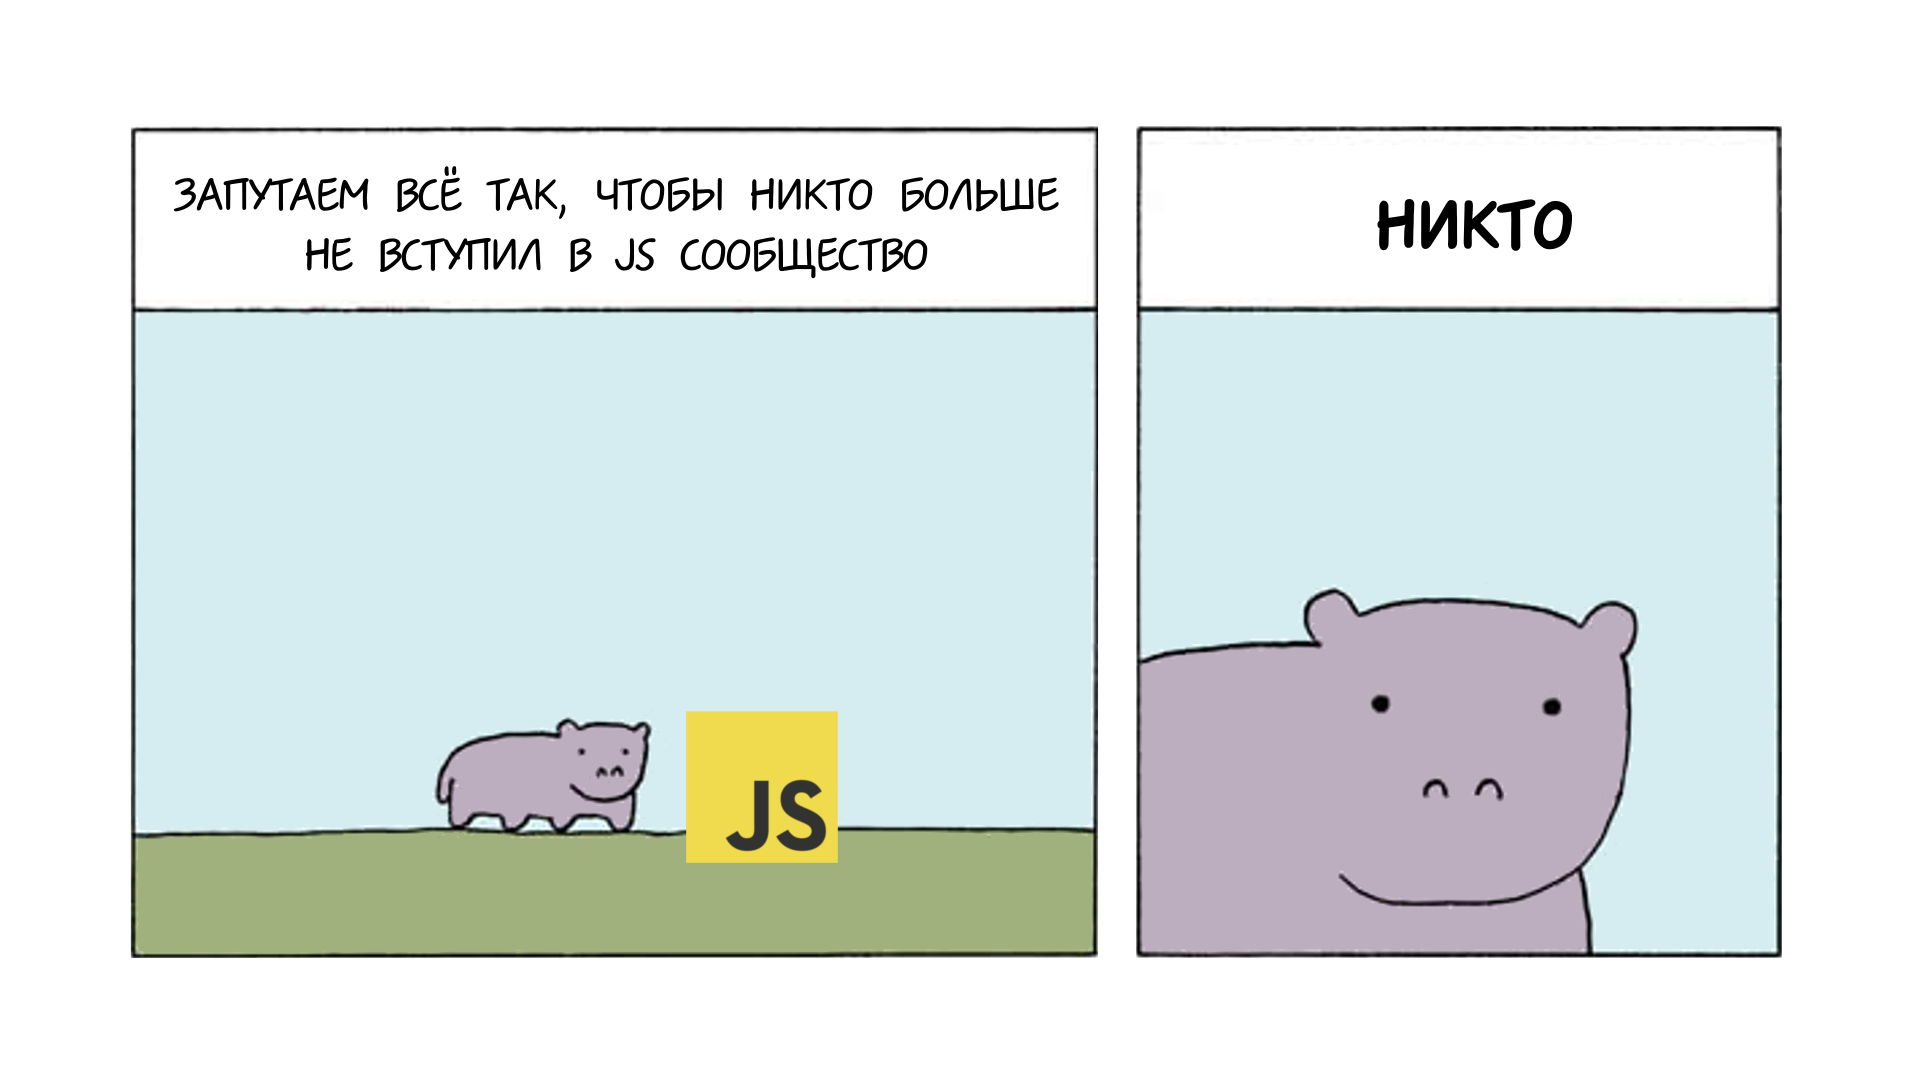 ЗАПУТАЕМ ВСЁ ТАК, ЧТОБЫ НИКТО БОЛЬШЕ
НЕ ВСТУПИЛ В JS СООБЩЕСТВО
НИКТО
JS